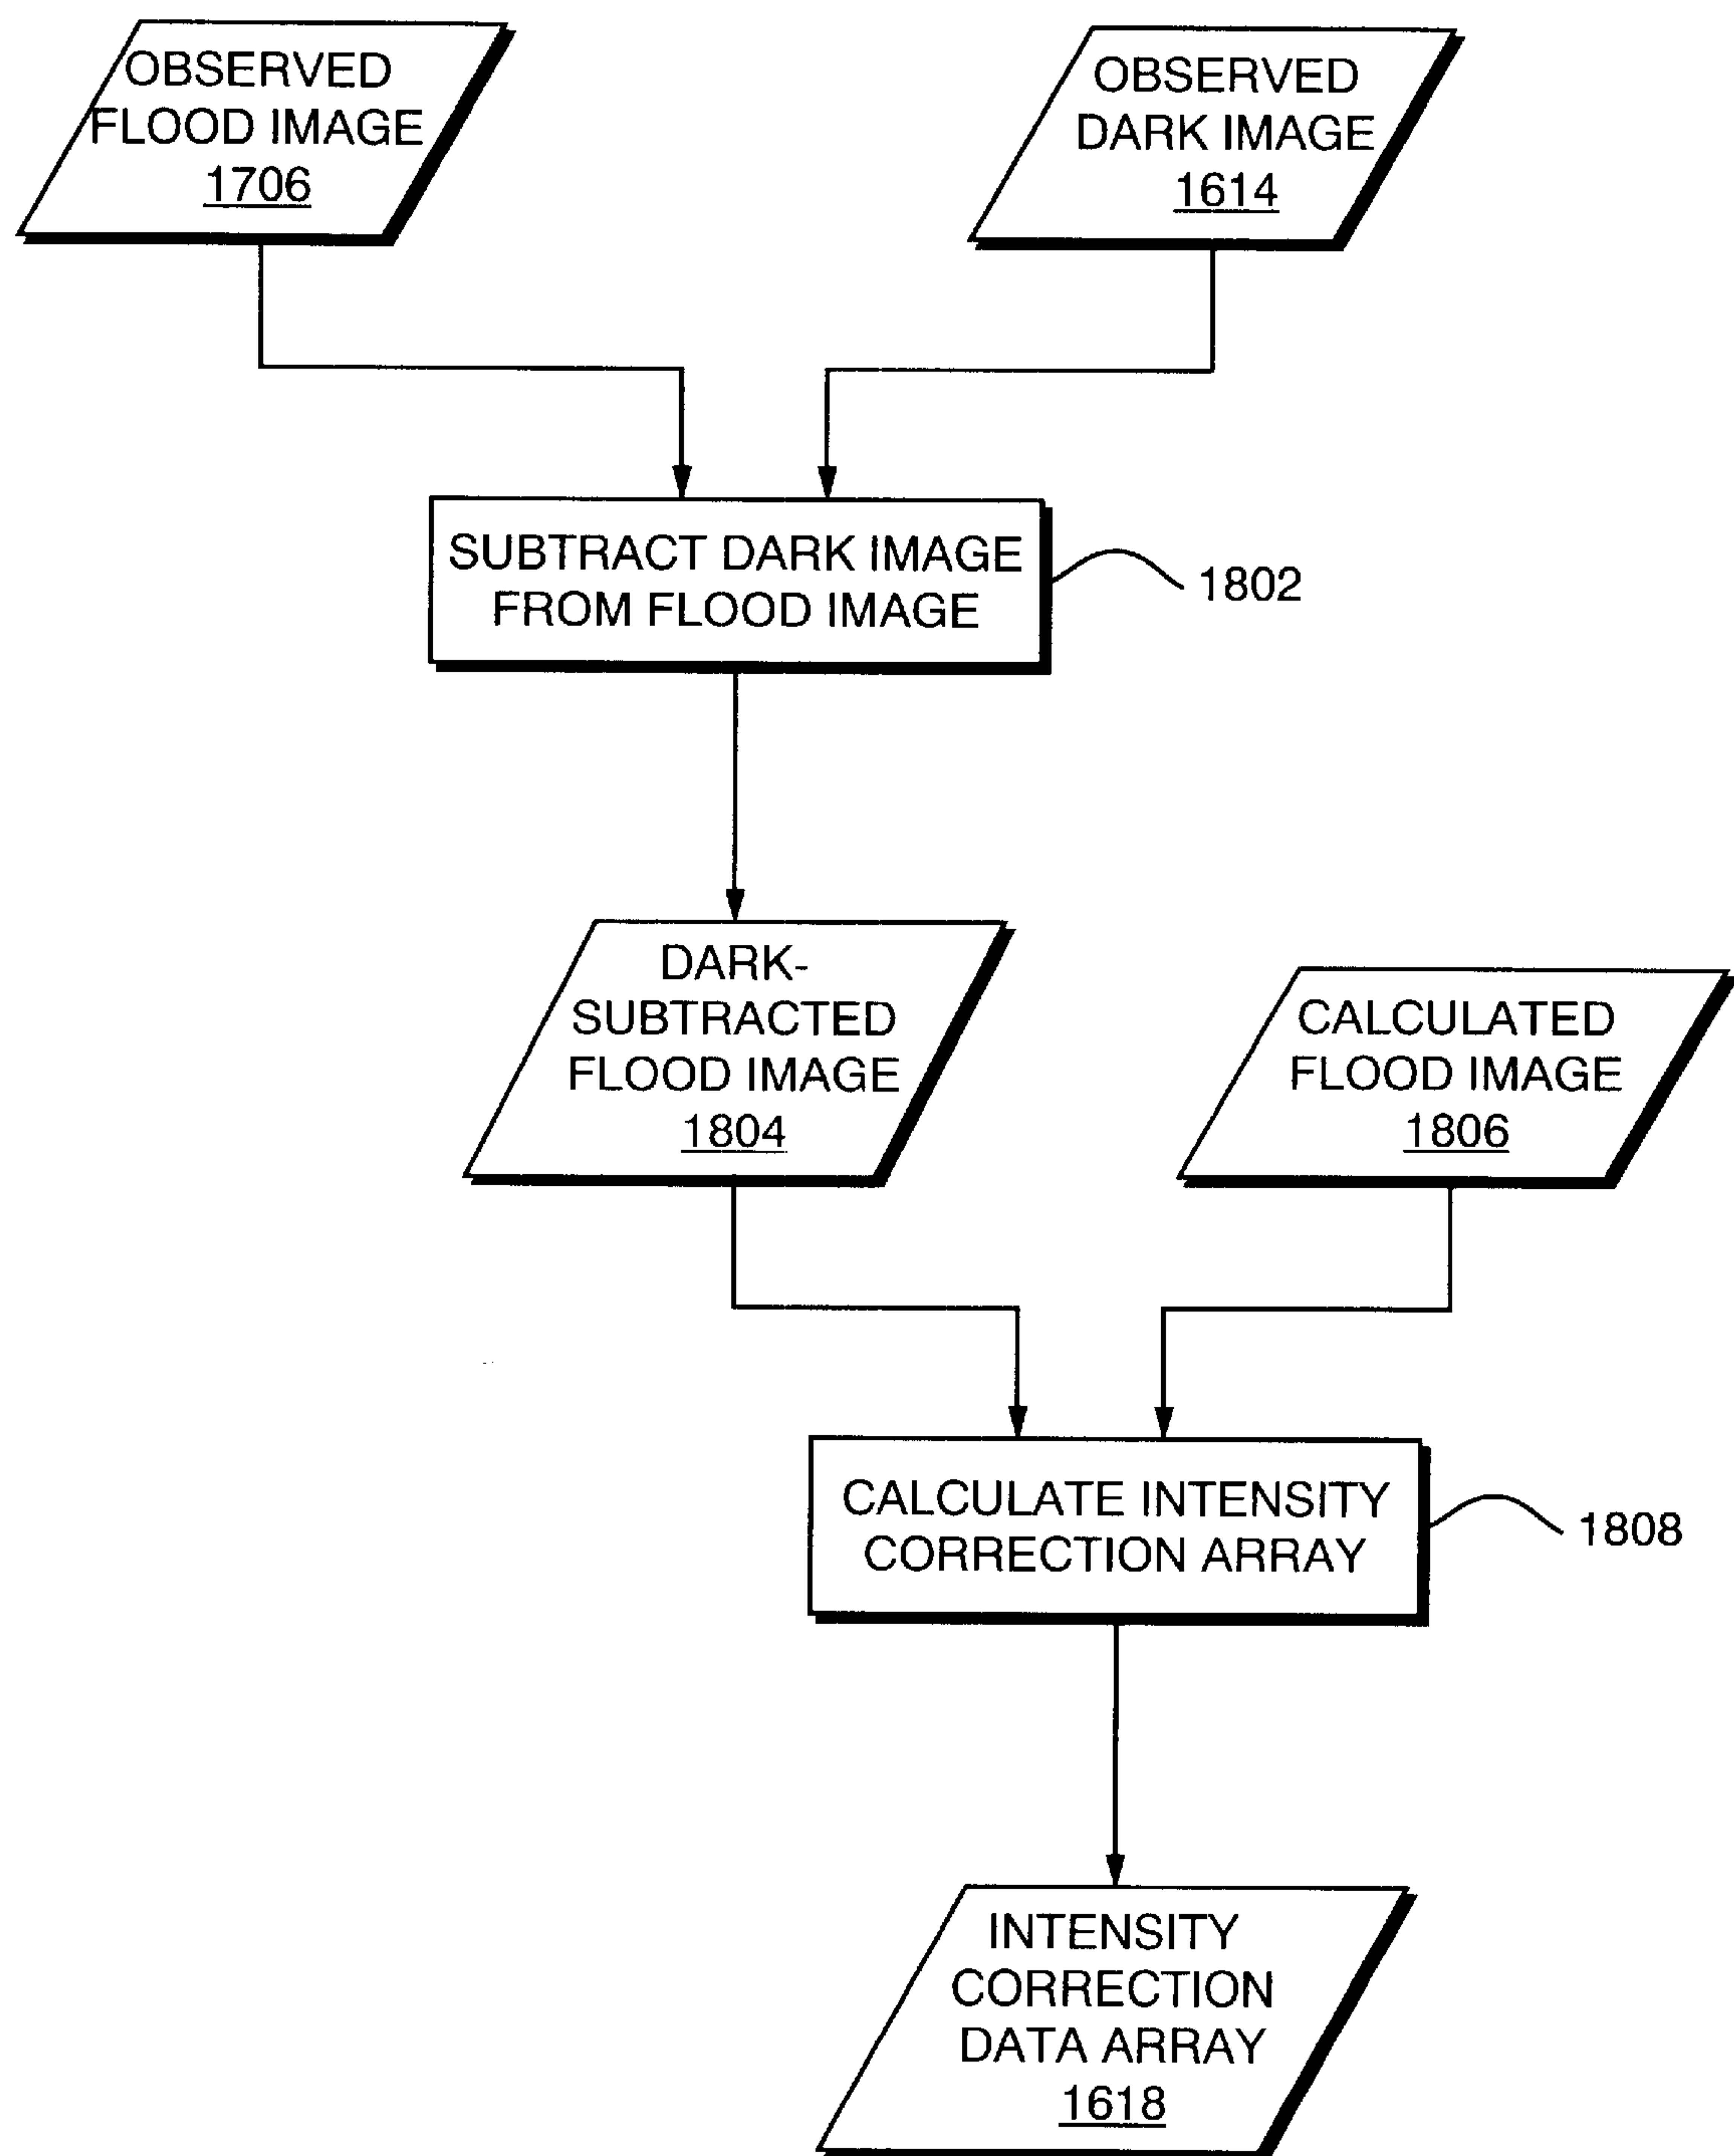 OBSERVED
FLOOD IMAGE
1706
OBSERVED
DARK IMAGE
1614
SUBTRACT DARK IMAGE
FROM FLOOD IMAGE
1802
DARK-
SUBTRACTED
FLOOD IMAGE
1804
CALCULATED
FLOOD IMAGE
1806
CALCULATE INTENSITY
CORRECTION ARRAY
1808
INTENSITY
CORRECTION
DATA ARRAY
1618